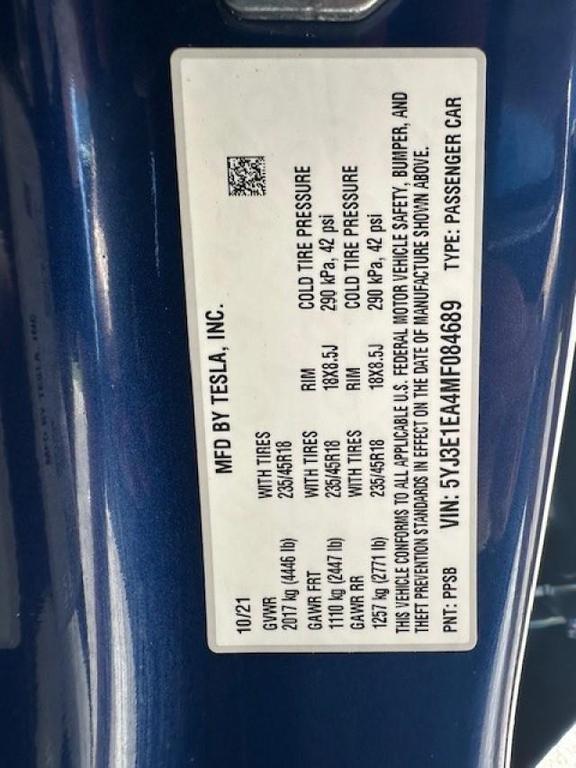 MFD BY TESLA, INC.
10/21
GVWR WITH TIRES
2017 kg (4446 lb) 235/45R18
GAWR FRT WITH TIRES RIM COLD TIRE PRESSURE
1110 kg (2447 lb) 235/45R18 18X8.5J 290 kPa, 42 psi
GAWR RR WITH TIRES RIM COLD TIRE PRESSURE
1257 kg (2771 lb) 235/45R18 18X8.5J 290 kPa, 42 psi
THIS VEHICLE CONFORMS TO ALL APPLICABLE U.S. FEDERAL MOTOR VEHICLE SAFETY, BUMPER, AND
THEFT PREVENTION STANDARDS IN EFFECT ON THE DATE OF MANUFACTURE SHOWN ABOVE.
PNT: PPSB VIN: 5YJ3E1EA4MF084689 TYPE: PASSENGER CAR